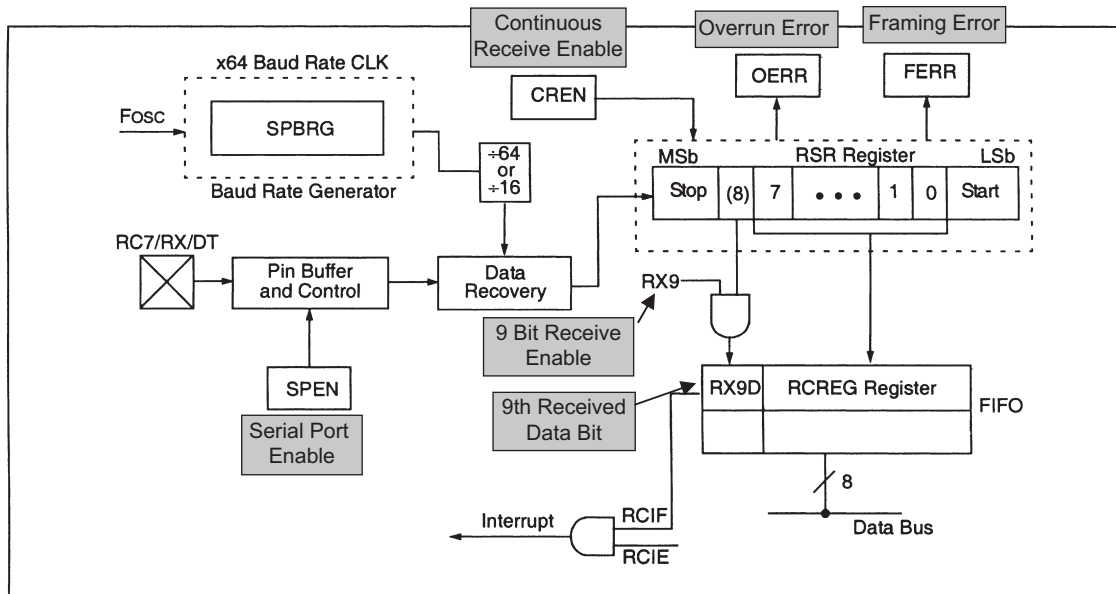 Continuous
Receive Enable
Overrun Error
Framing Error
x64 Baud Rate CLK
CREN
OERR
FERR
FOSC
SPBRG
÷64
or
÷16
Baud Rate Generator
MSb
RSR Register
LSb
Stop
(8)
7
• • •
1
0
Start
RC7/RX/DT
Pin Buffer
and Control
Data
Recovery
RX9
9 Bit Receive
Enable
SPEN
Serial Port
Enable
RX9D
RCREG Register
FIFO
9th Received
Data Bit
8
Data Bus
Interrupt
RCIF
RCIE